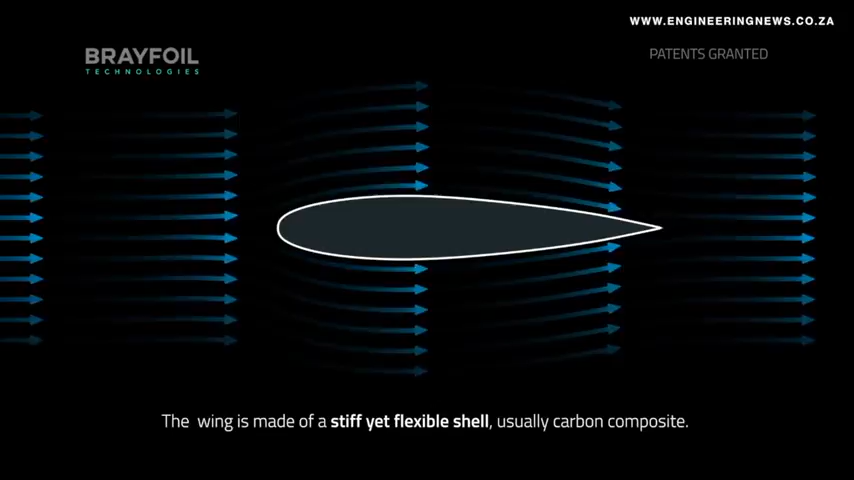 WWW.ENGINEERINGNEWS.CO.ZA
BRAYFOIL
TECHNOLOGIES
PATENTS GRANTED
The wing is made of a stiff yet flexible shell, usually carbon composite.